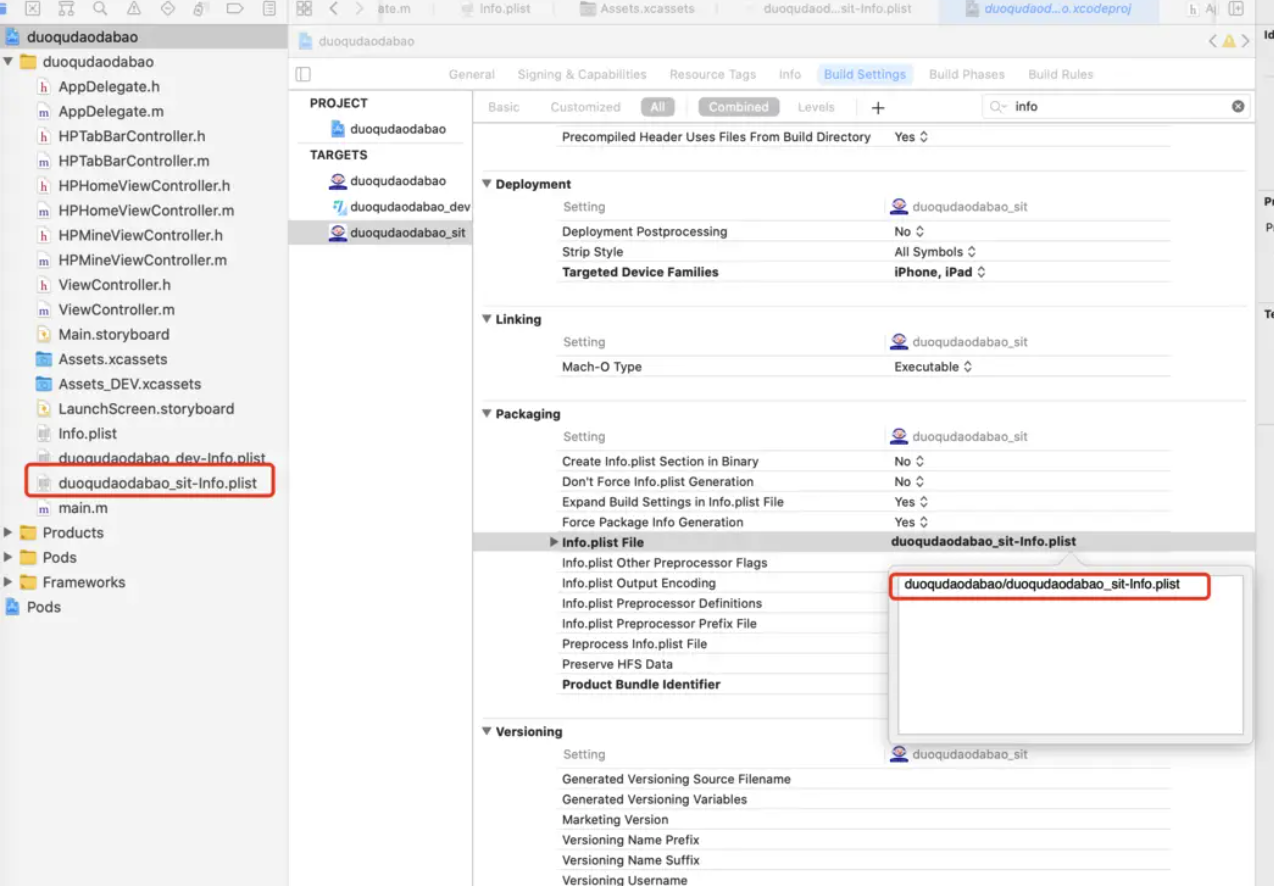 ate.m
Info.plist
Assets.xcassets
duoqudaod...sit-Info.plist
duoqudaod...o.xcodeproj
duoqudaodabao
duoqudaodabao
AppDelegate.h
AppDelegate.m
HPTabBarController.h
HPTabBarController.m
HPHomeViewController.h
HPHomeViewController.m
HPMineViewController.h
HPMineViewController.m
ViewController.h
ViewController.m
Main.storyboard
Assets.xcassets
Assets_DEV.xcassets
LaunchScreen.storyboard
Info.plist
duoqudaodabao_dev-Info.plist
duoqudaodabao_sit-Info.plist
main.m
Products
Pods
Frameworks
Pods
duoqudaodabao
General Signing & Capabilities Resource Tags Info Build Settings Build Phases Build Rules
PROJECT
duoqudaodabao
TARGETS
duoqudaodabao
duoqudaodabao_dev
duoqudaodabao_sit
Basic Customized All Combined Levels + info
Precompiled Header Uses Files From Build Directory Yes
Deployment
Setting duoqudaodabao_sit
Deployment Postprocessing No
Strip Style All Symbols
Targeted Device Families iPhone, iPad
Linking
Setting duoqudaodabao_sit
Mach-O Type Executable
Packaging
Setting duoqudaodabao_sit
Create Info.plist Section in Binary No
Don't Force Info.plist Generation No
Expand Build Settings in Info.plist File Yes
Force Package Info Generation Yes
Info.plist File duoqudaodabao_sit-Info.plist
Info.plist Other Preprocessor Flags
Info.plist Output Encoding
Info.plist Preprocessor Definitions
Info.plist Preprocessor Prefix File
Preprocess Info.plist File
Preserve HFS Data
Product Bundle Identifier
duoqudaodabao/duoqudaodabao_sit-Info.plist
Versioning
Setting duoqudaodabao_sit
Generated Versioning Source Filename
Generated Versioning Variables
Marketing Version
Versioning Name Prefix
Versioning Name Suffix
Versioning Username